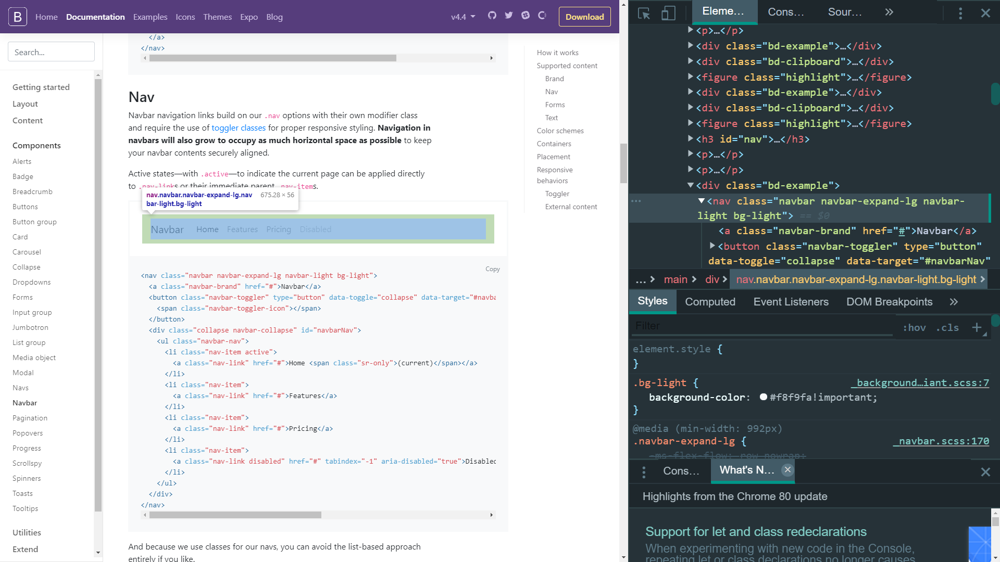 B Home Documentation Examples Icons Themes Expo Blog v4.4 Download
Search...
Getting started
Layout
Content
Components
Alerts
Badge
Breadcrumb
Buttons
Button group
Card
Carousel
Collapse
Dropdowns
Forms
Input group
Jumbotron
List group
Media object
Modal
Navs
Navbar
Pagination
Popovers
Progress
Scrollspy
Spinners
Toasts
Tooltips
Utilities
Extend
</a>
</nav>
Nav
Navbar navigation links build on our .nav options with their own modifier class
and require the use of toggler classes for proper responsive styling. Navigation in
navbars will also grow to occupy as much horizontal space as possible to keep
your navbar contents securely aligned.
Active states—with .active—to indicate the current page can be applied directly
to .nav-links or their immediate parent .nav-items.
nav.navbar.navbar-expand-lg.nav 675.28 × 56
bar-light.bg-light
Navbar Home Features Pricing Disabled
Copy
<nav class="navbar navbar-expand-lg navbar-light bg-light">
<a class="navbar-brand" href="#">Navbar</a>
<button class="navbar-toggler" type="button" data-toggle="collapse" data-target="#navba
<span class="navbar-toggler-icon"></span>
</button>
<div class="collapse navbar-collapse" id="navbarNav">
<ul class="navbar-nav">
<li class="nav-item active">
<a class="nav-link" href="#">Home <span class="sr-only">(current)</span></a>
</li>
<li class="nav-item">
<a class="nav-link" href="#">Features</a>
</li>
<li class="nav-item">
<a class="nav-link" href="#">Pricing</a>
</li>
<li class="nav-item">
<a class="nav-link disabled" href="#" tabindex="-1" aria-disabled="true">Disabled
</li>
</ul>
</div>
</nav>
And because we use classes for our navs, you can avoid the list-based approach
entirely if you like.
How it works
Supported content
Brand
Nav
Forms
Text
Color schemes
Containers
Placement
Responsive
behaviors
Toggler
External content
Eleme… Cons… Sour… »
<p>…</p>
<div class="bd-example">…</div>
<div class="bd-clipboard">…</div>
<figure class="highlight">…</figure>
<div class="bd-example">…</div>
<div class="bd-clipboard">…</div>
<figure class="highlight">…</figure>
<h3 id="nav">…</h3>
<p>…</p>
<p>…</p>
<div class="bd-example">
<nav class="navbar navbar-expand-lg navbar-
light bg-light"> == $0
<a class="navbar-brand" href="#">Navbar</a>
<button class="navbar-toggler" type="button"
data-toggle="collapse" data-target="#navbarNav"
… main div nav.navbar.navbar-expand-lg.navbar-light.bg-light
Styles Computed Event Listeners DOM Breakpoints »
Filter :hov .cls +
element.style {
}
.bg-light { _background…iant.scss:7
background-color: #f8f9fa!important;
}
@media (min-width: 992px)
.navbar-expand-lg { _navbar.scss:170
-ms-flex-flow: row nowrap;
Cons… What's N…
Highlights from the Chrome 80 update
Support for let and class redeclarations
When experimenting with new code in the Console,
repeating let or class declarations no longer causes